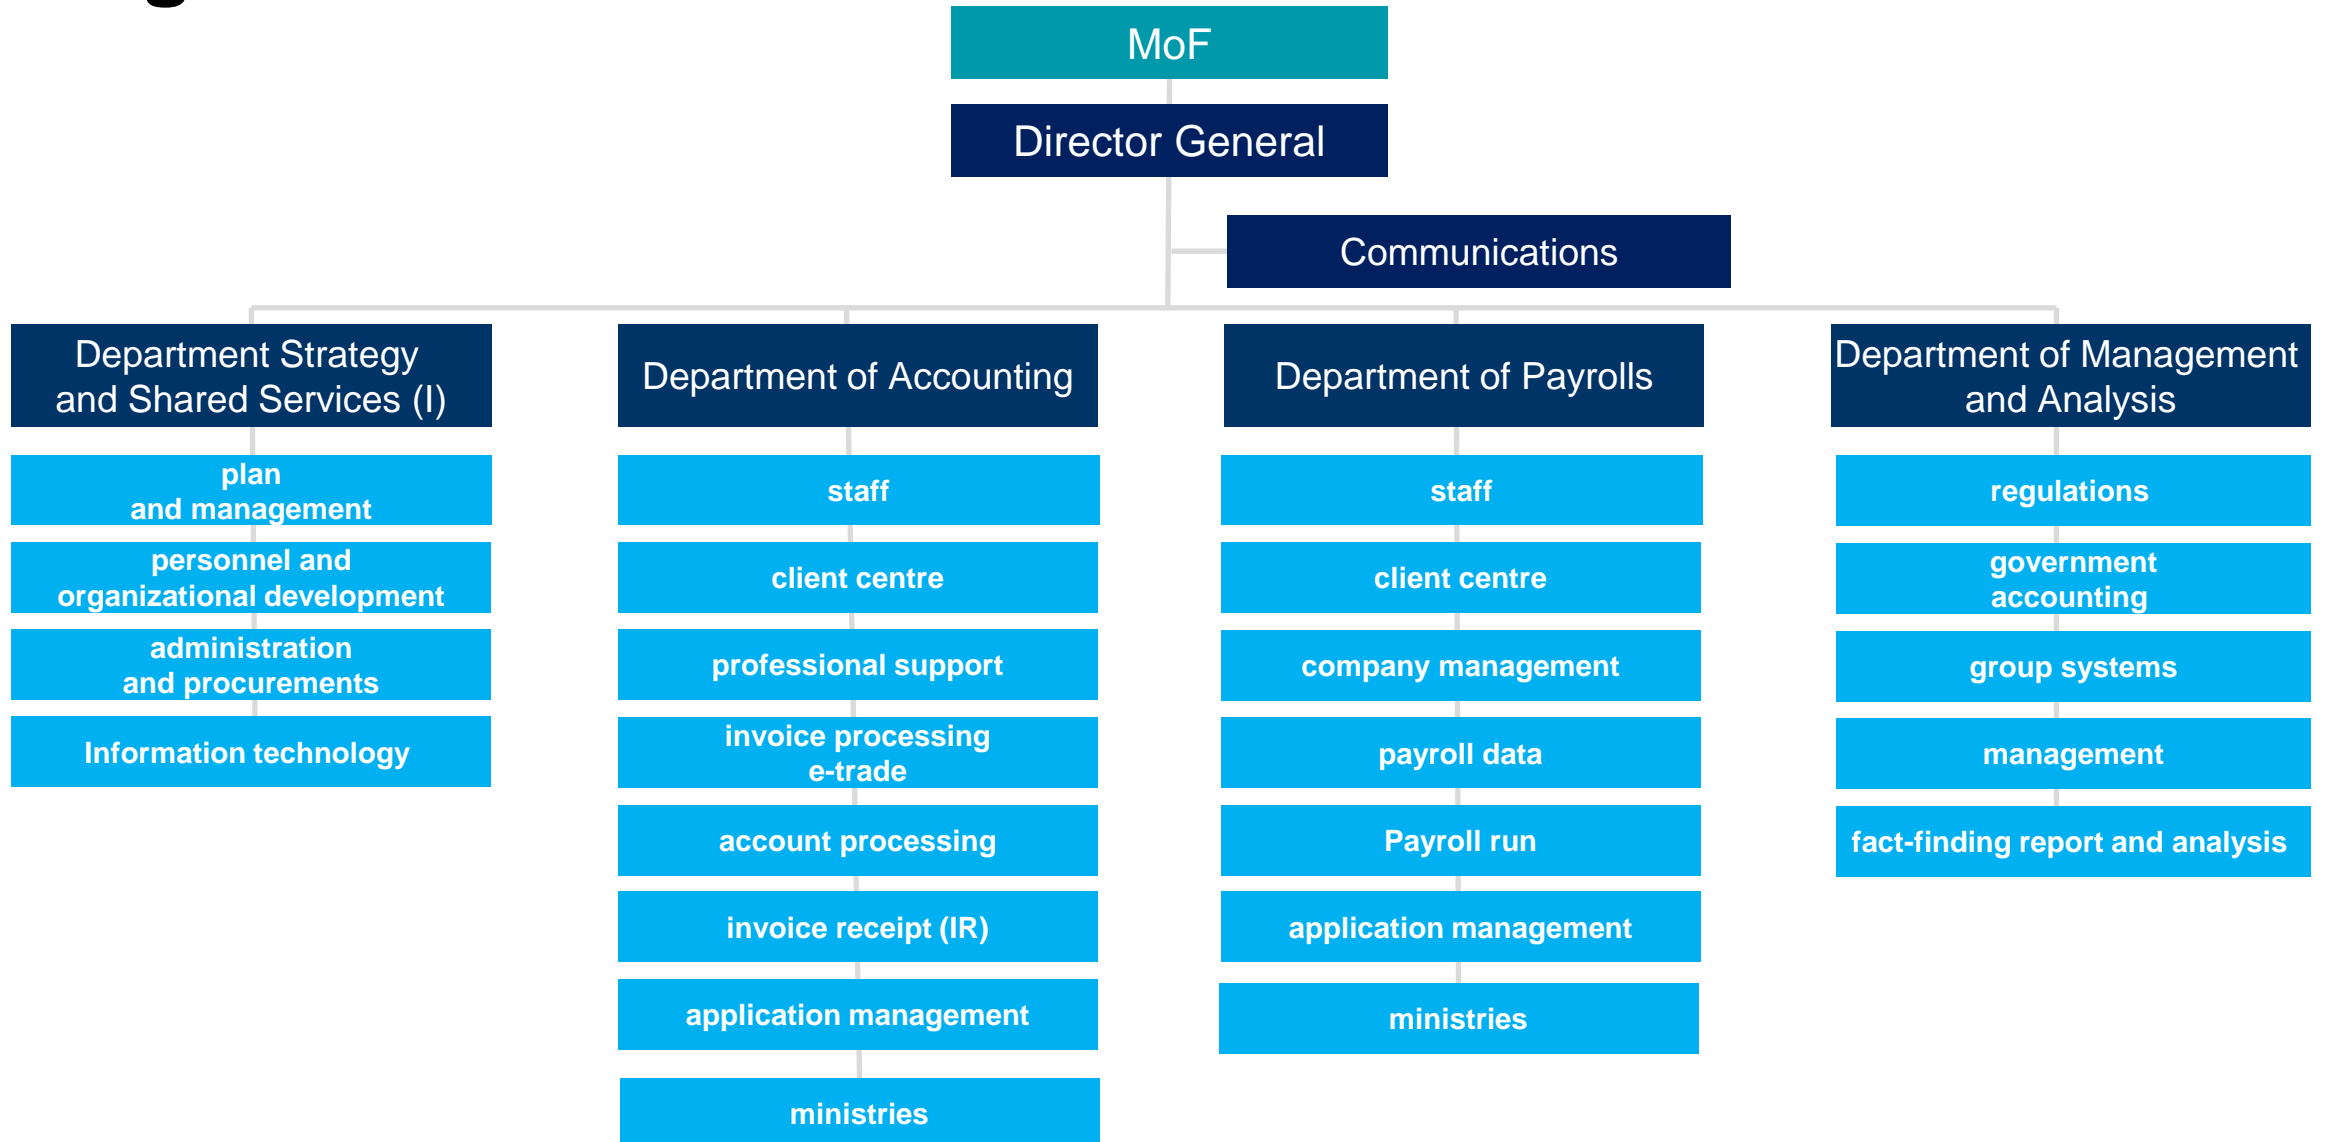 MoF
Director General
Communications
Department Strategy
and Shared Services (I)
plan
and management
personnel and
organizational development
administration
and procurements
Information technology
Department of Accounting
staff
client centre
professional support
invoice processing
e-trade
account processing
invoice receipt (IR)
application management
ministries
Department of Payrolls
staff
client centre
company management
payroll data
Payroll run
application management
ministries
Department of Management
and Analysis
regulations
government
accounting
group systems
management
fact-finding report and analysis